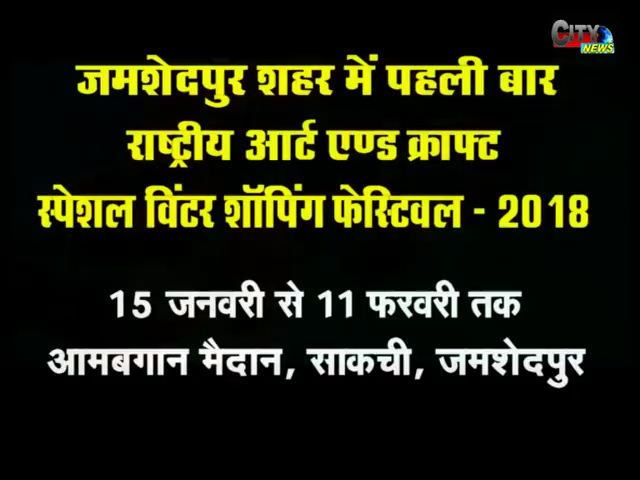 CITY
NEWS
जमशेदपुर शहर में पहली बार
राष्ट्रीय आर्ट एण्ड क्राफ्ट
स्पेशल विंटर शॉपिंग फेस्टिवल - 2018
15 जनवरी से 11 फरवरी तक
आमबगान मैदान, साकची, जमशेदपुर